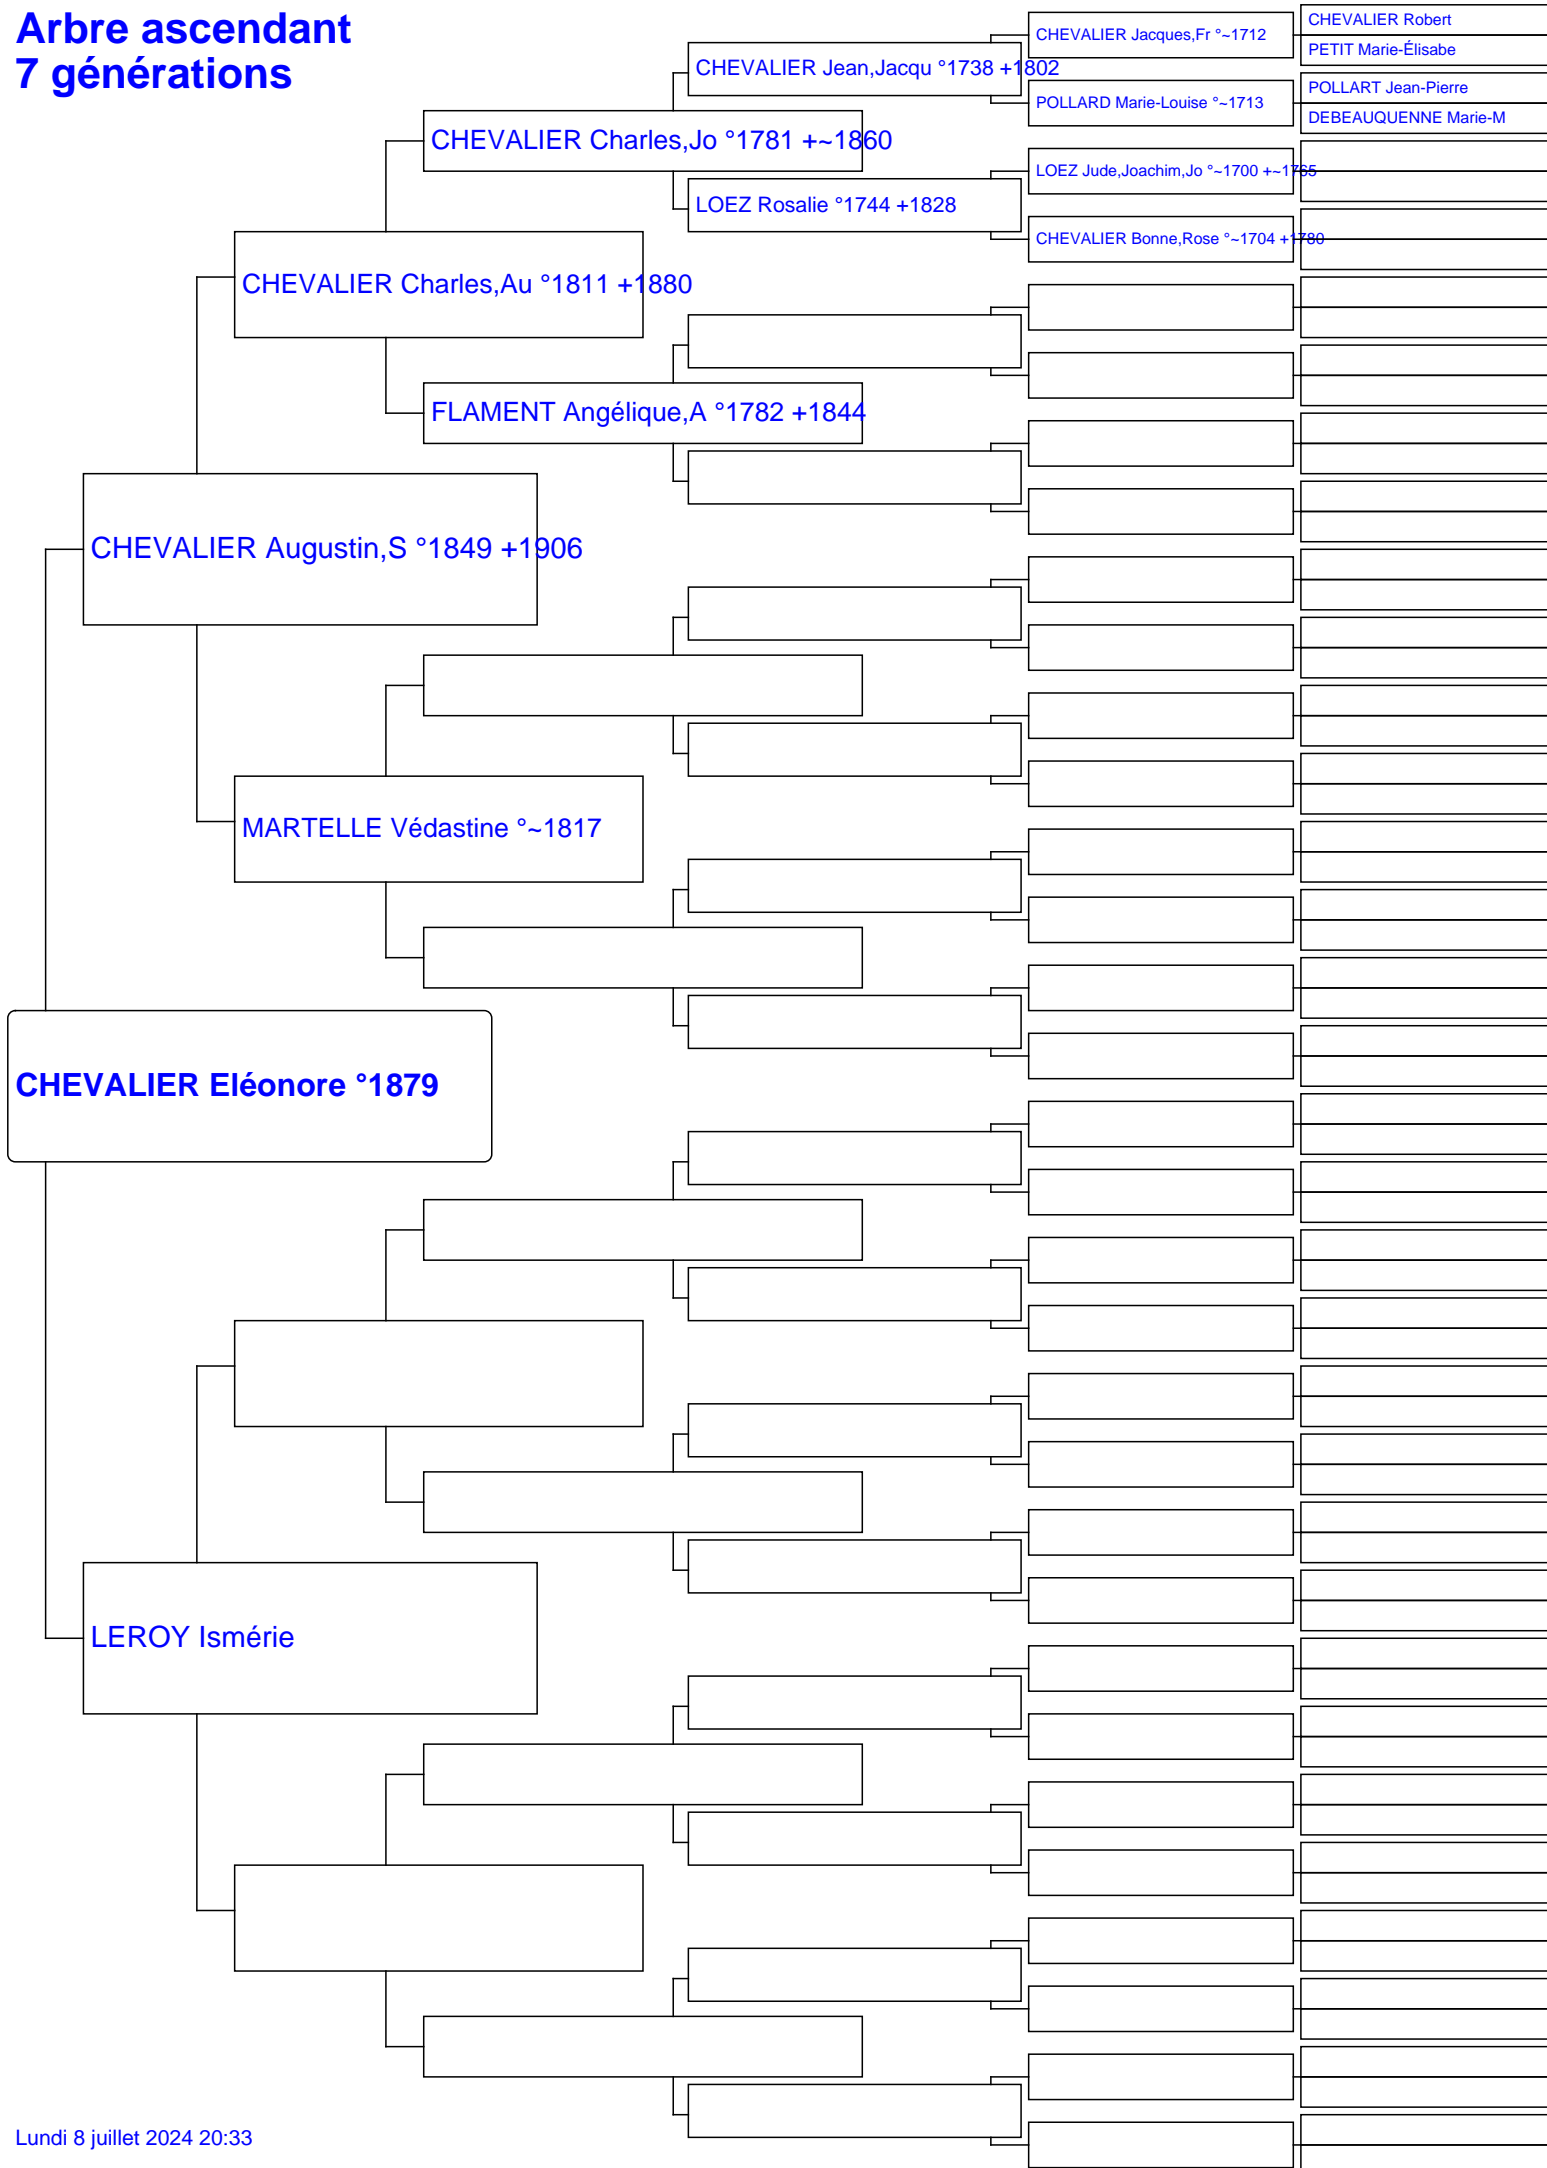 Arbre ascendant
7 générations
CHEVALIER Jacques,Fr °~1712
CHEVALIER Robert
PETIT Marie-Élisabe
CHEVALIER Jean,Jacqu °1738 +1802
POLLARD Marie-Louise °~1713
POLLART Jean-Pierre
DEBEAUQUENNE Marie-M
CHEVALIER Charles,Jo °1781 +~1860
LOEZ Jude,Joachim,Jo °~1700 +~1765
LOEZ Rosalie °1744 +1828
CHEVALIER Bonne,Rose °~1704 +1780
CHEVALIER Charles,Au °1811 +1880
FLAMENT Angélique,A °1782 +1844
CHEVALIER Augustin,S °1849 +1906
MARTELLE Védastine °~1817
CHEVALIER Eléonore °1879
LEROY Ismérie
Lundi 8 juillet 2024 20:33